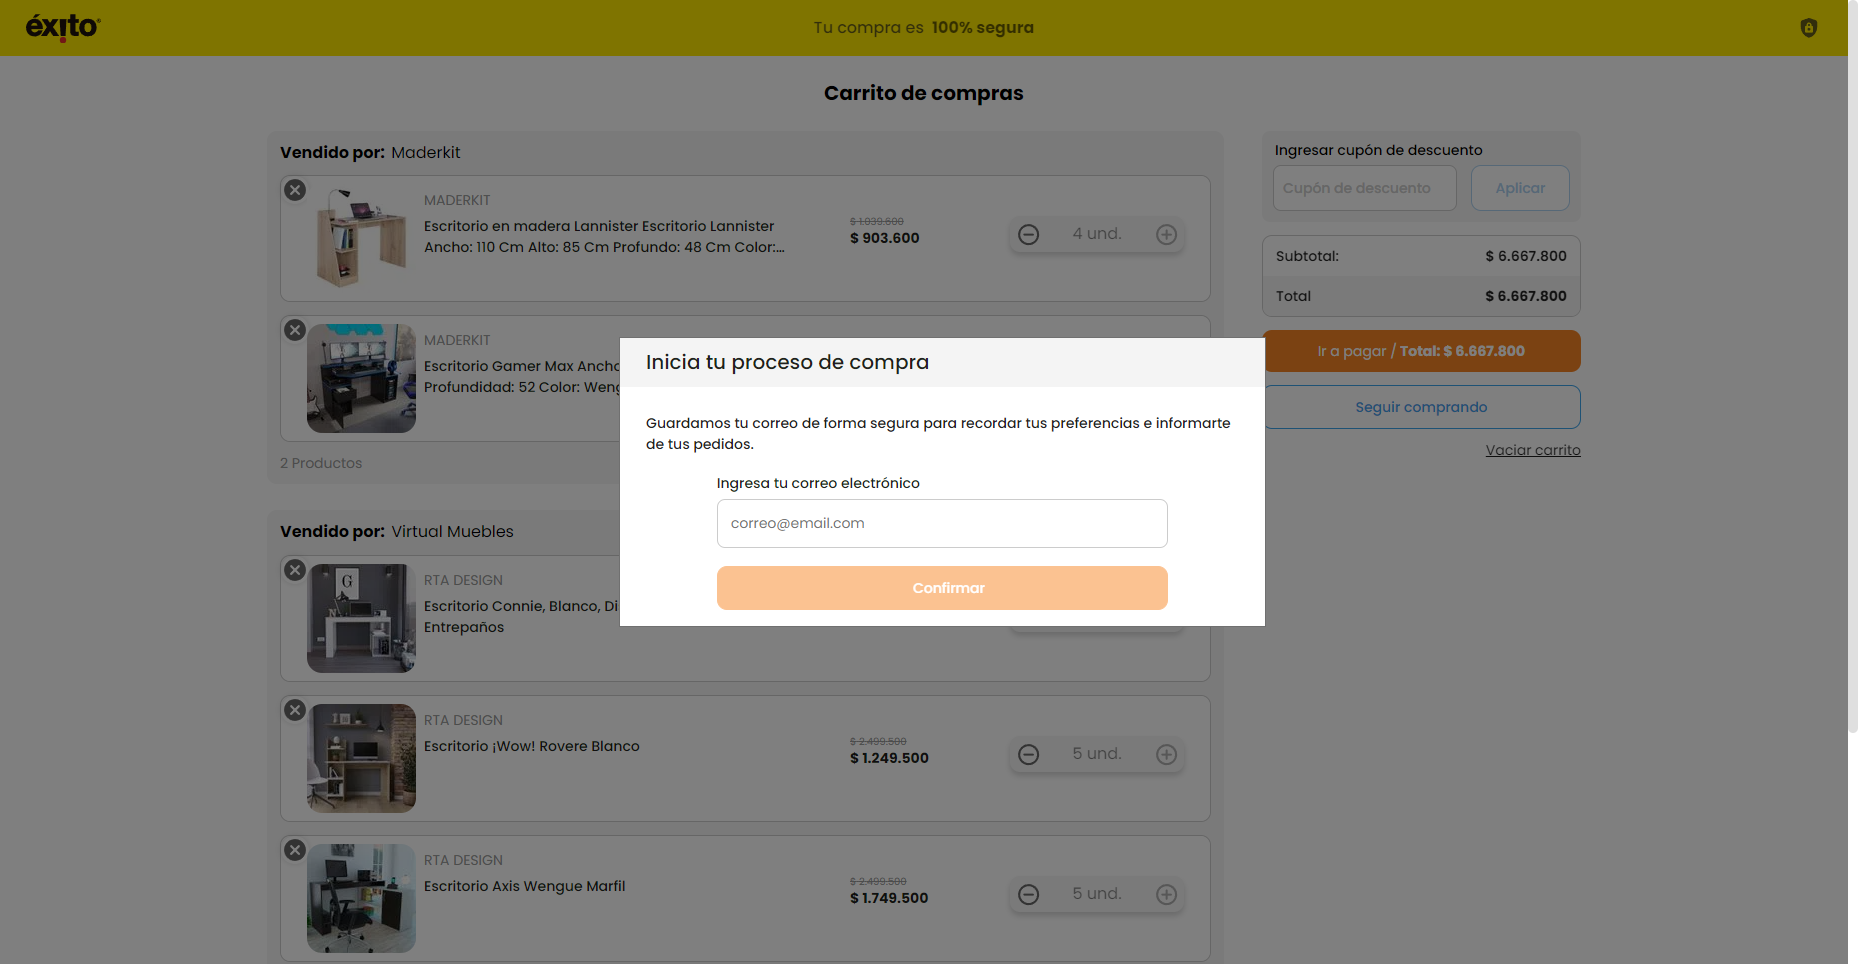 éxito
Tu compra es 100% segura
Carrito de compras
Vendido por: Maderkit
MADERKIT
Escritorio en madera Lannister Escritorio Lannister
Ancho: 110 Cm Alto: 85 Cm Profundo: 48 Cm Color:...
$ 1.039.600
$ 903.600
4 und.
MADERKIT
Escritorio Gamer Max Ancho
Profundidad: 52 Color: Weng
2 Productos
Vendido por: Virtual Muebles
RTA DESIGN
Escritorio Connie, Blanco, Di
Entrepaños
RTA DESIGN
Escritorio ¡Wow! Rovere Blanco
$ 2.499.500
$ 1.249.500
5 und.
RTA DESIGN
Escritorio Axis Wengue Marfil
$ 2.499.500
$ 1.749.500
5 und.
Ingresar cupón de descuento
Cupón de descuento
Aplicar
Subtotal: $ 6.667.800
Total $ 6.667.800
Ir a pagar / Total: $ 6.667.800
Seguir comprando
Vaciar carrito
Inicia tu proceso de compra
Guardamos tu correo de forma segura para recordar tus preferencias e informarte
de tus pedidos.
Ingresa tu correo electrónico
correo@email.com
Confirmar